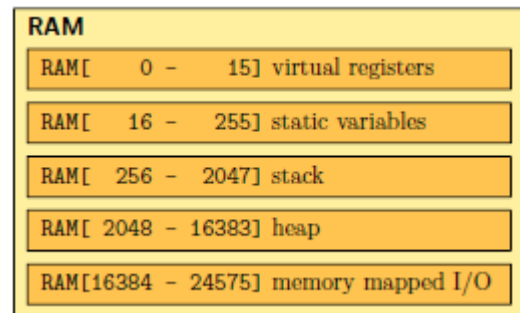 RAM
RAM[ 0 - 15] virtual registers
RAM[ 16 - 255] static variables
RAM[ 256 - 2047] stack
RAM[ 2048 - 16383] heap
RAM[16384 - 24575] memory mapped I/O